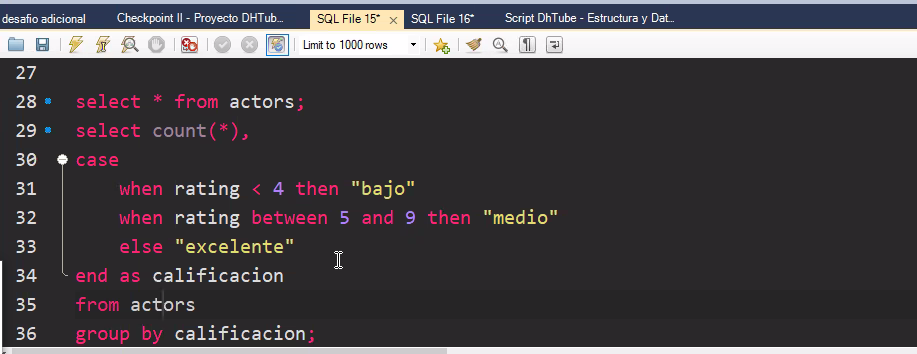 desafio adicional Checkpoint II - Proyecto DHTub... SQL File 15* × SQL File 16* Script DhTube - Estructura y Dat...
Limit to 1000 rows
27
28 select * from actors;
29 select count(*),
30 case
31 when rating < 4 then "bajo"
32 when rating between 5 and 9 then "medio"
33 else "excelente"
34 end as calificacion
35 from actors
36 group by calificacion;